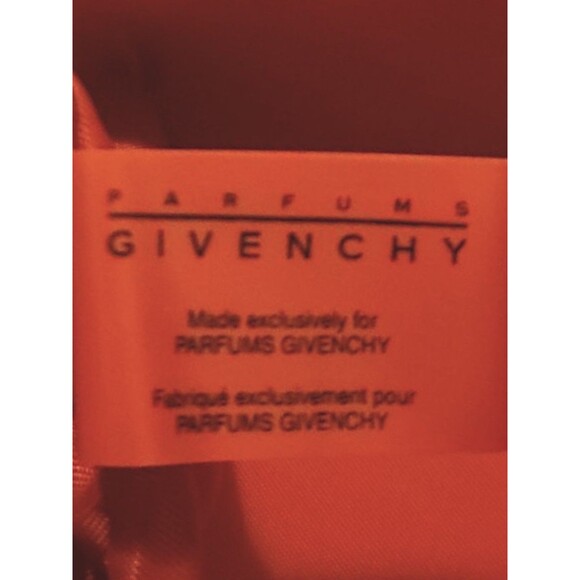 PARFUMS
GIVENCHY
Made exclusively for
PARFUMS GIVENCHY
Fabriqué exclusivement pour
PARFUMS GIVENCHY